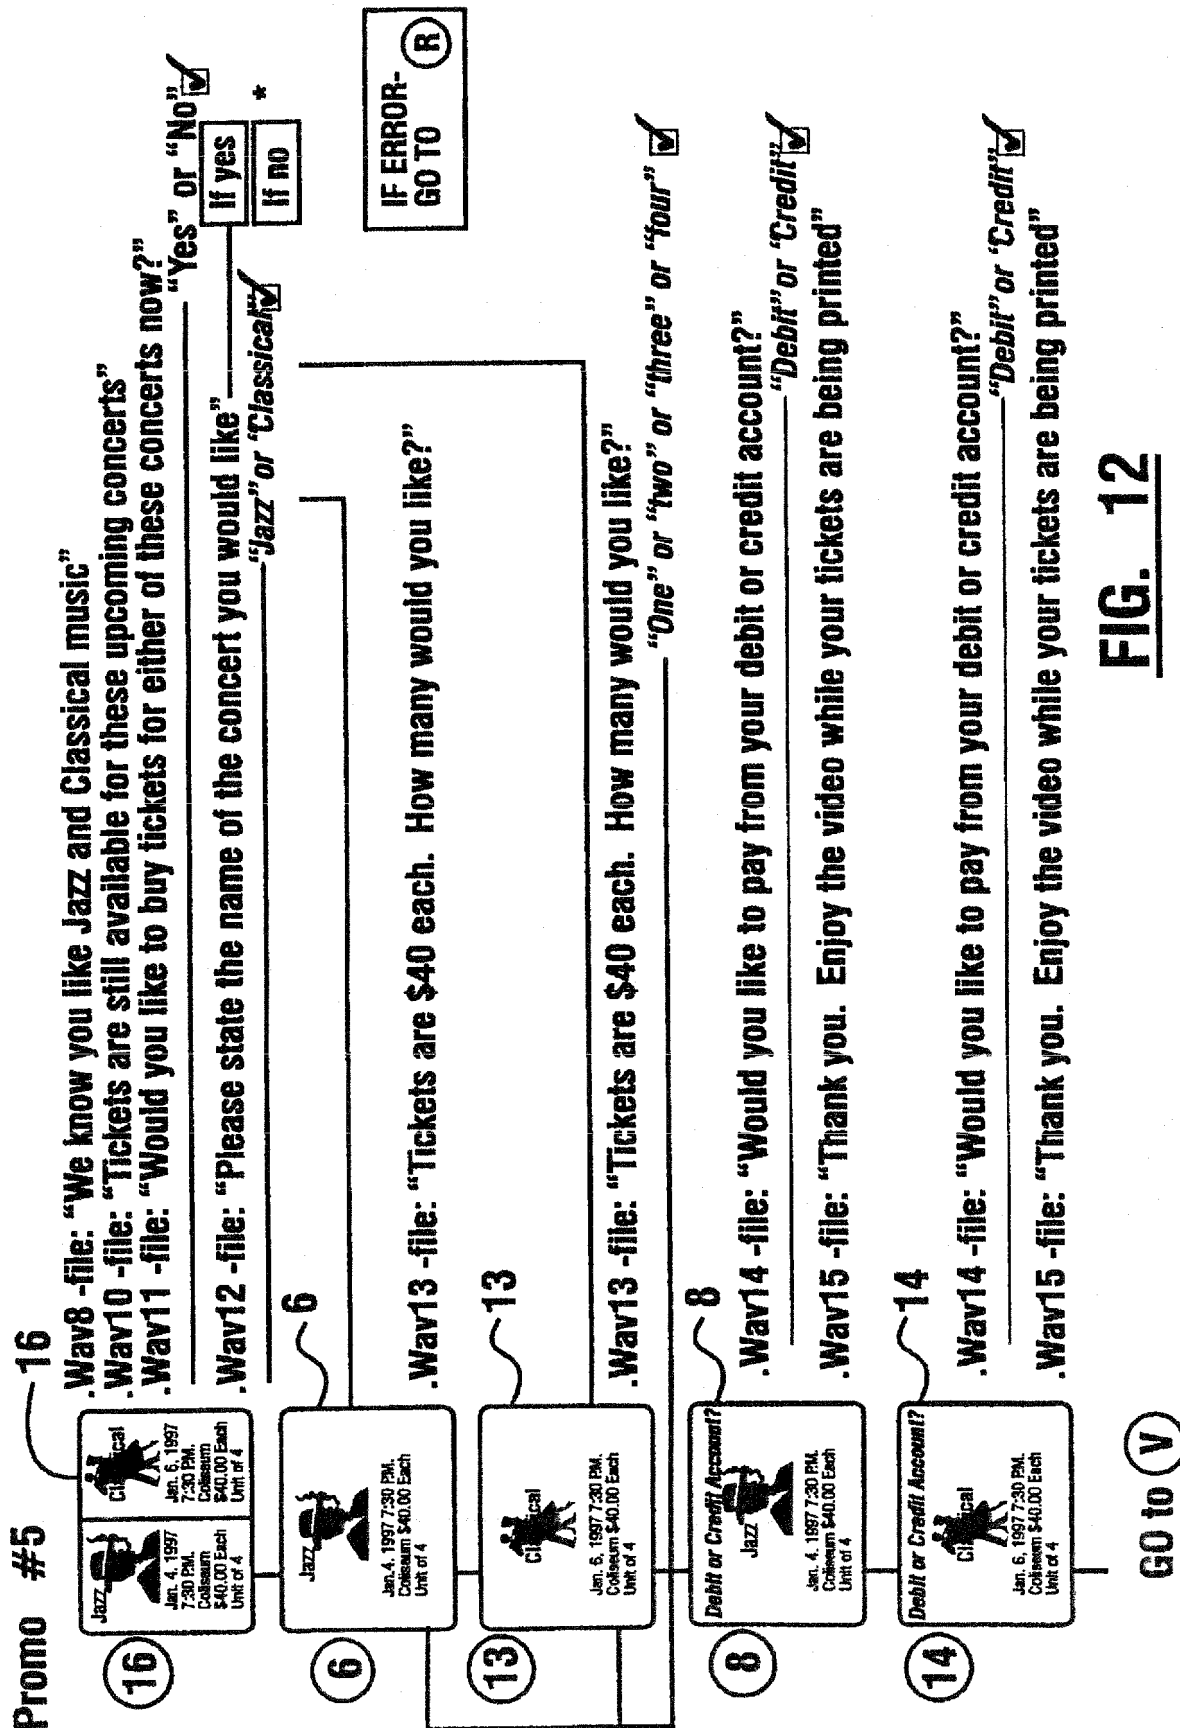 Promo #5
16
16
Jazz
Jan. 4. 1997
7:30 P.M.
Coliseum
$40.00 Each
Unit of 4
Classical
Jan. 6, 1997
7:30 P.M.
Coliseum
$40.00 Each
Unit of 4
.Wav8 -file: “We know you like Jazz and Classical music”
.Wav10 -file: “Tickets are still available for these upcoming concerts”
.Wav11 -file: “Would you like to buy tickets for either of these concerts now?”
“Yes” or “No”
If yes
If no *
.Wav12 -file: “Please state the name of the concert you would like”
“Jazz” or “Classical”
IF ERROR-
GO TO R
6
6
Jazz
Jan. 4. 1997 7:30 P.M.
Coliseum $40.00 Each
Unit of 4
.Wav13 -file: “Tickets are $40 each. How many would you like?”
13
13
Classical
Jan. 6, 1997 7:30 P.M.
Coliseum $40.00 Each
Unit of 4
.Wav13 -file: “Tickets are $40 each. How many would you like?”
“One” or “two” or “three” or “four”
8
8
Debit or Credit Account?
Jazz
Jan. 4. 1997 7:30 P.M.
Coliseum $40.00 Each
Unit of 4
.Wav14 -file: “Would you like to pay from your debit or credit account?”
“Debit” or “Credit”
.Wav15 -file: “Thank you. Enjoy the video while your tickets are being printed”
14
14
Debit or Credit Account?
Classical
Jan. 6, 1997 7:30 P.M.
Coliseum $40.00 Each
Unit of 4
.Wav14 -file: “Would you like to pay from your debit or credit account?”
“Debit” or “Credit”
.Wav15 -file: “Thank you. Enjoy the video while your tickets are being printed”
GO to V
FIG. 12